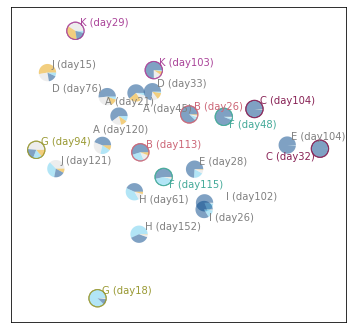 K (day29)
J (day15)
K (day103)
D (day76)
D (day33)
A (day21)
A (day45)
B (day26)
C (day104)
F (day48)
A (day120)
E (day104)
G (day94)
B (day113)
C (day32)
J (day121)
E (day28)
F (day115)
H (day61)
I (day102)
I (day26)
H (day152)
G (day18)